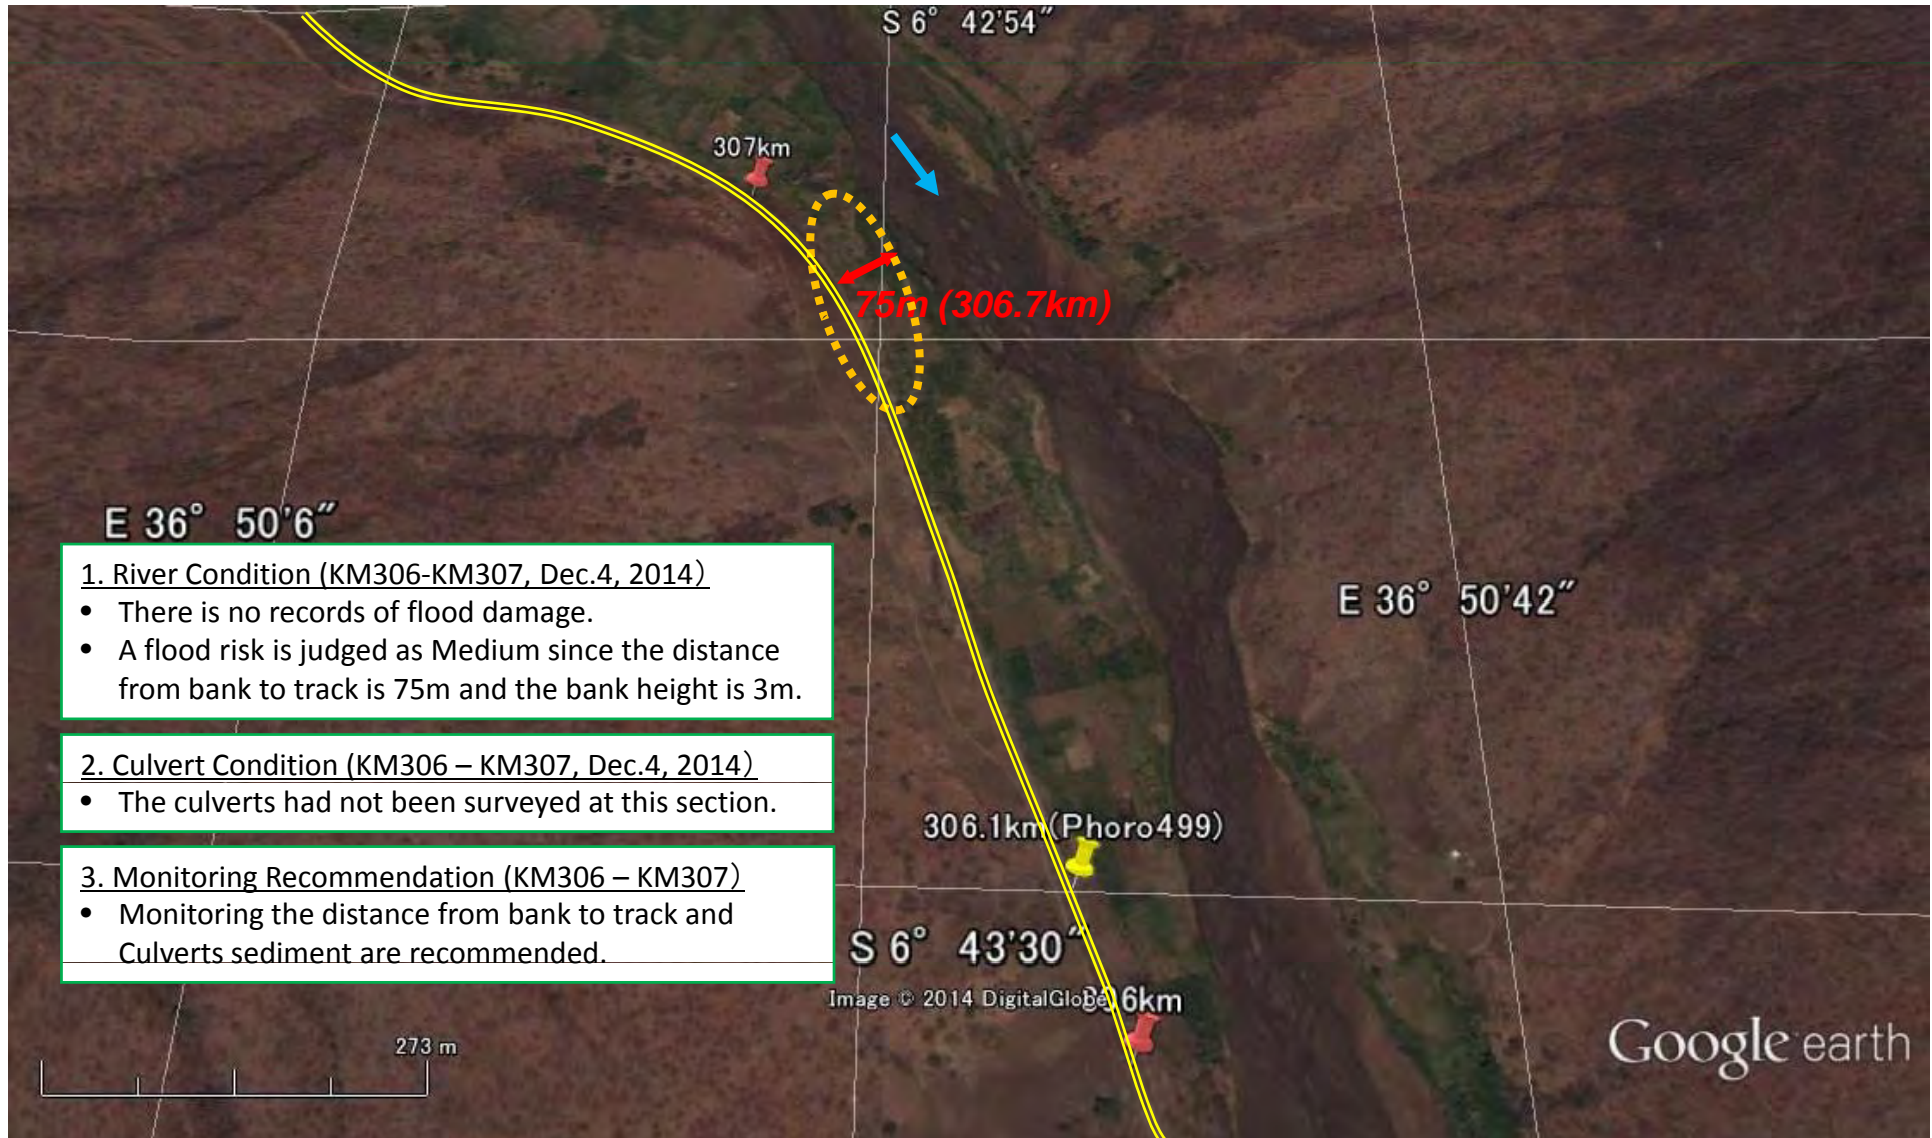 S 6° 42'54"
307km
75m (306.7km)
E 36° 50'6"
1. River Condition (KM306-KM307, Dec.4, 2014）
• There is no records of flood damage.
• A flood risk is judged as Medium since the distance
from bank to track is 75m and the bank height is 3m.
E 36° 50'42"
2. Culvert Condition (KM306 – KM307, Dec.4, 2014）
• The culverts had not been surveyed at this section.
306.1km(Phoro499)
3. Monitoring Recommendation (KM306 – KM307）
• Monitoring the distance from bank to track and
Culverts sediment are recommended.
S 6° 43'30"
Image © 2014 DigitalGlobe
306km
273 m
Google earth